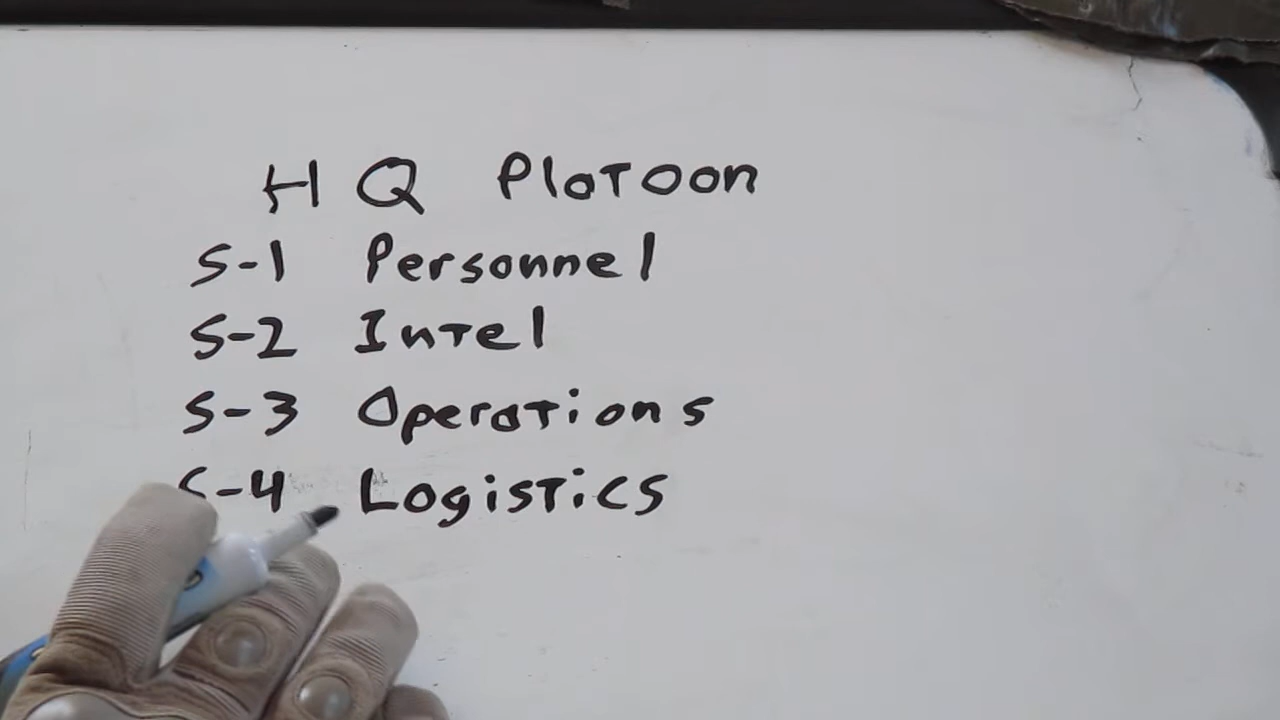 HQ Platoon
S-1 Personnel
S-2 Intel
S-3 Operations
S-4 Logistics